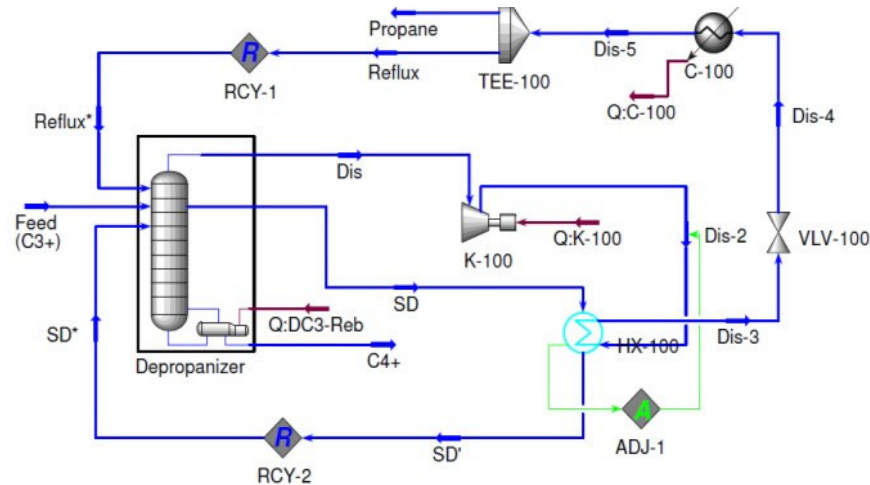 Propane
Dis-5
C-100
R
Reflux
TEE-100
RCY-1
Q:C-100
Dis-4
Reflux*
Dis
Feed
(C3+)
Q:K-100
Dis-2
VLV-100
K-100
SD
Q:DC3-Reb
HX-100
Dis-3
SD*
C4+
Depropanizer
A
ADJ-1
R
SD'
RCY-2